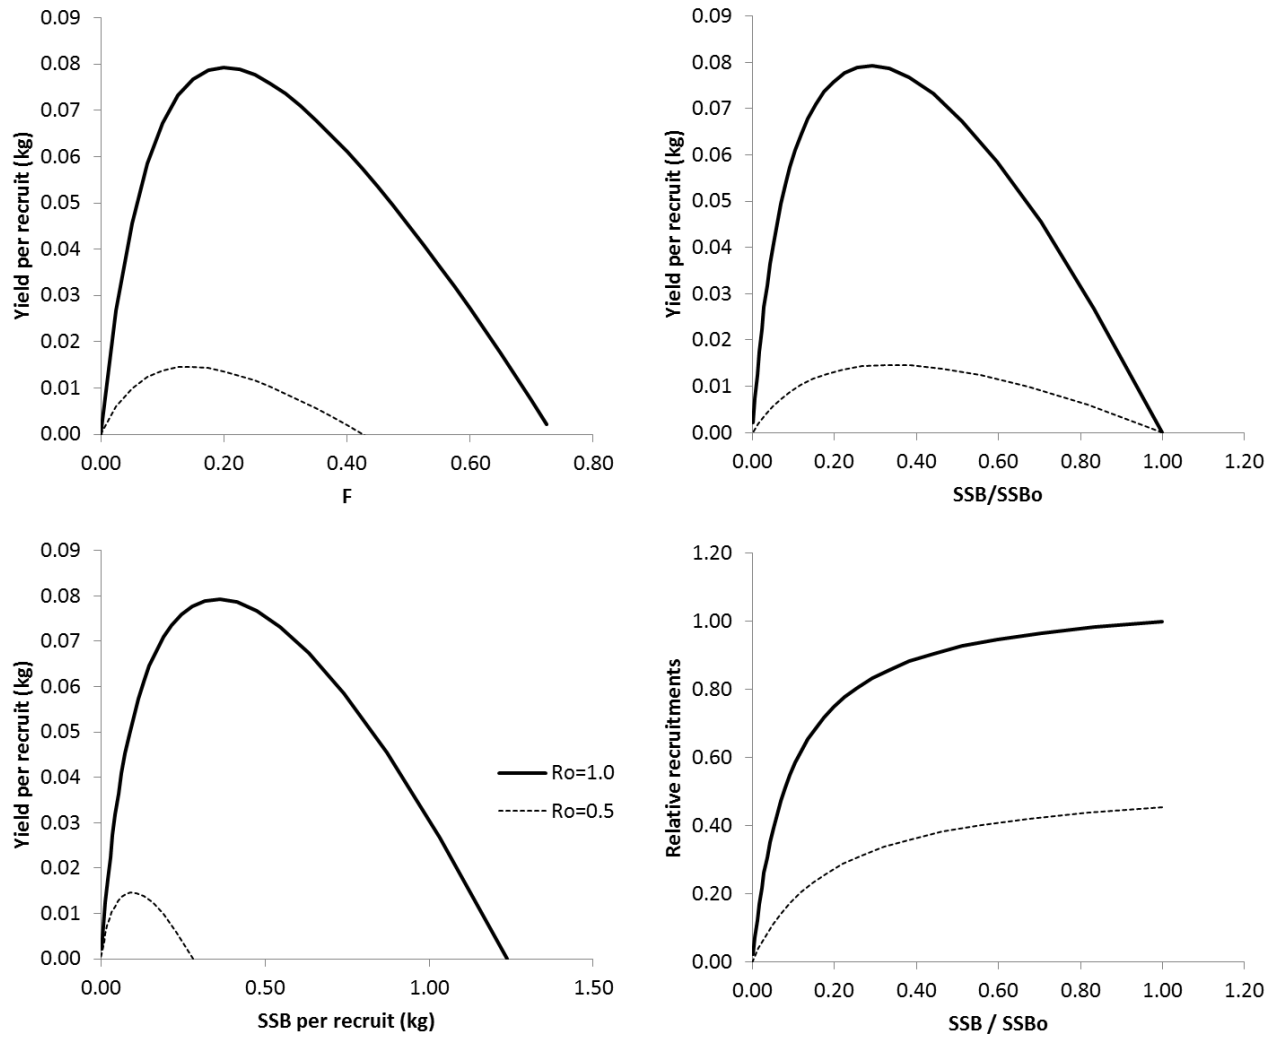 0.09
0.08
0.07
0.06
0.05
0.04
0.03
0.02
0.01
0.00
Yield per recruit (kg)
0.00 0.20 0.40 0.60 0.80
F
0.09
0.08
0.07
0.06
0.05
0.04
0.03
0.02
0.01
0.00
Yield per recruit (kg)
0.00 0.20 0.40 0.60 0.80 1.00 1.20
SSB/SSBo
0.09
0.08
0.07
0.06
0.05
0.04
0.03
0.02
0.01
0.00
Yield per recruit (kg)
Ro=1.0
Ro=0.5
0.00 0.50 1.00 1.50
SSB per recruit (kg)
1.20
1.00
0.80
0.60
0.40
0.20
0.00
Relative recruitments
0.00 0.20 0.40 0.60 0.80 1.00 1.20
SSB / SSBo